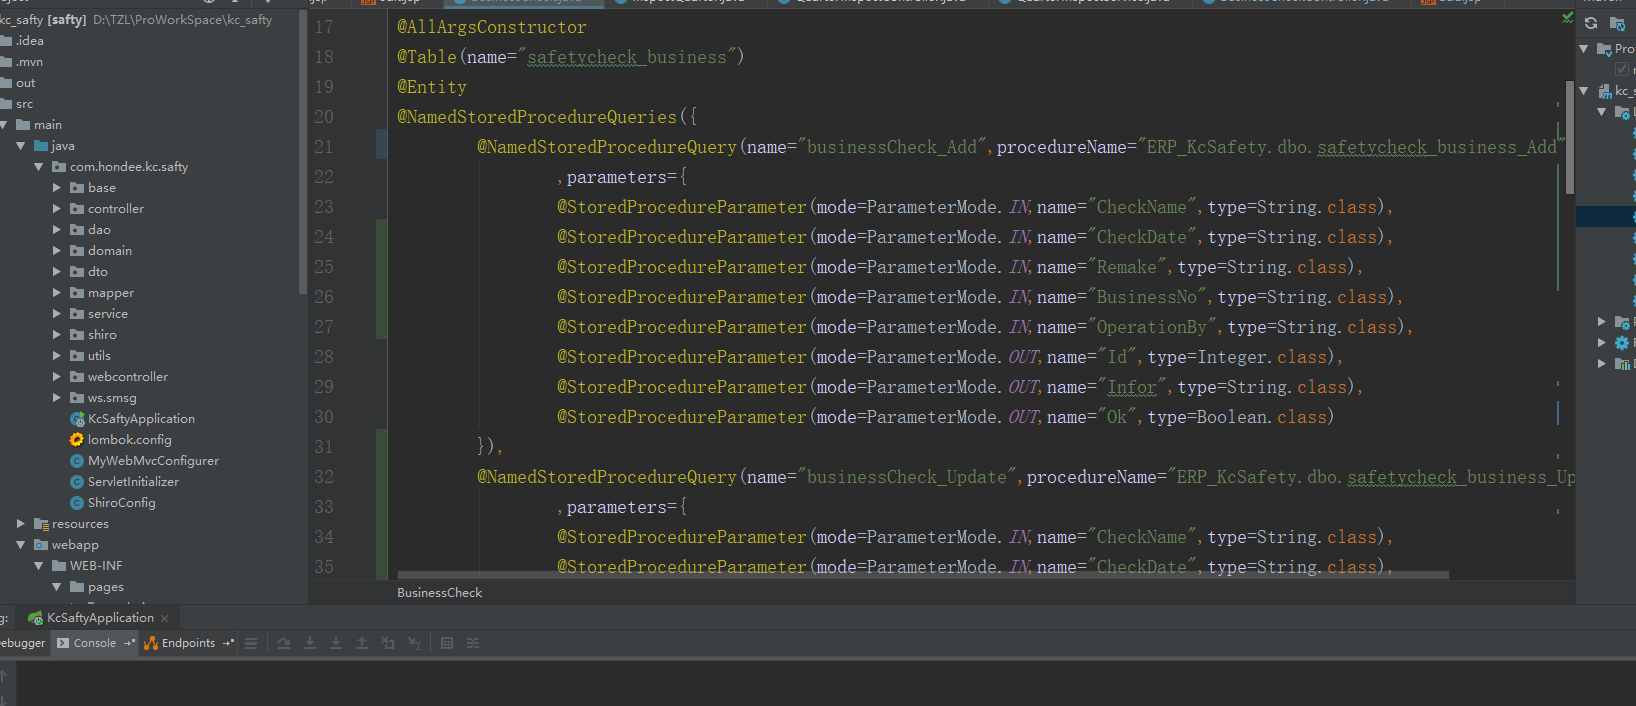 kc_safty [safty] D:\TZL\ProWorkSpace\kc_safty
.idea
.mvn
out
src
main
java
com.hondee.kc.safty
base
controller
dao
domain
dto
mapper
service
shiro
utils
webcontroller
ws.smsg
KcSaftyApplication
lombok.config
MyWebMvcConfigurer
ServletInitializer
ShiroConfig
resources
webapp
WEB-INF
pages
17 @AllArgsConstructor
18 @Table(name="safetycheck_business")
19 @Entity
20 @NamedStoredProcedureQueries({
21 @NamedStoredProcedureQuery(name="businessCheck_Add",procedureName="ERP_KcSafety.dbo.safetycheck_business_Add"
22 ,parameters={
23 @StoredProcedureParameter(mode=ParameterMode.IN,name="CheckName",type=String.class),
24 @StoredProcedureParameter(mode=ParameterMode.IN,name="CheckDate",type=String.class),
25 @StoredProcedureParameter(mode=ParameterMode.IN,name="Remake",type=String.class),
26 @StoredProcedureParameter(mode=ParameterMode.IN,name="BusinessNo",type=String.class),
27 @StoredProcedureParameter(mode=ParameterMode.IN,name="OperationBy",type=String.class),
28 @StoredProcedureParameter(mode=ParameterMode.OUT,name="Id",type=Integer.class),
29 @StoredProcedureParameter(mode=ParameterMode.OUT,name="Infor",type=String.class),
30 @StoredProcedureParameter(mode=ParameterMode.OUT,name="Ok",type=Boolean.class)
31 }),
32 @NamedStoredProcedureQuery(name="businessCheck_Update",procedureName="ERP_KcSafety.dbo.safetycheck_business_Up
33 ,parameters={
34 @StoredProcedureParameter(mode=ParameterMode.IN,name="CheckName",type=String.class),
35 @StoredProcedureParameter(mode=ParameterMode.IN,name="CheckDate",type=String.class),
BusinessCheck
Pro
kc_s
g: KcSaftyApplication
ebugger Console Endpoints